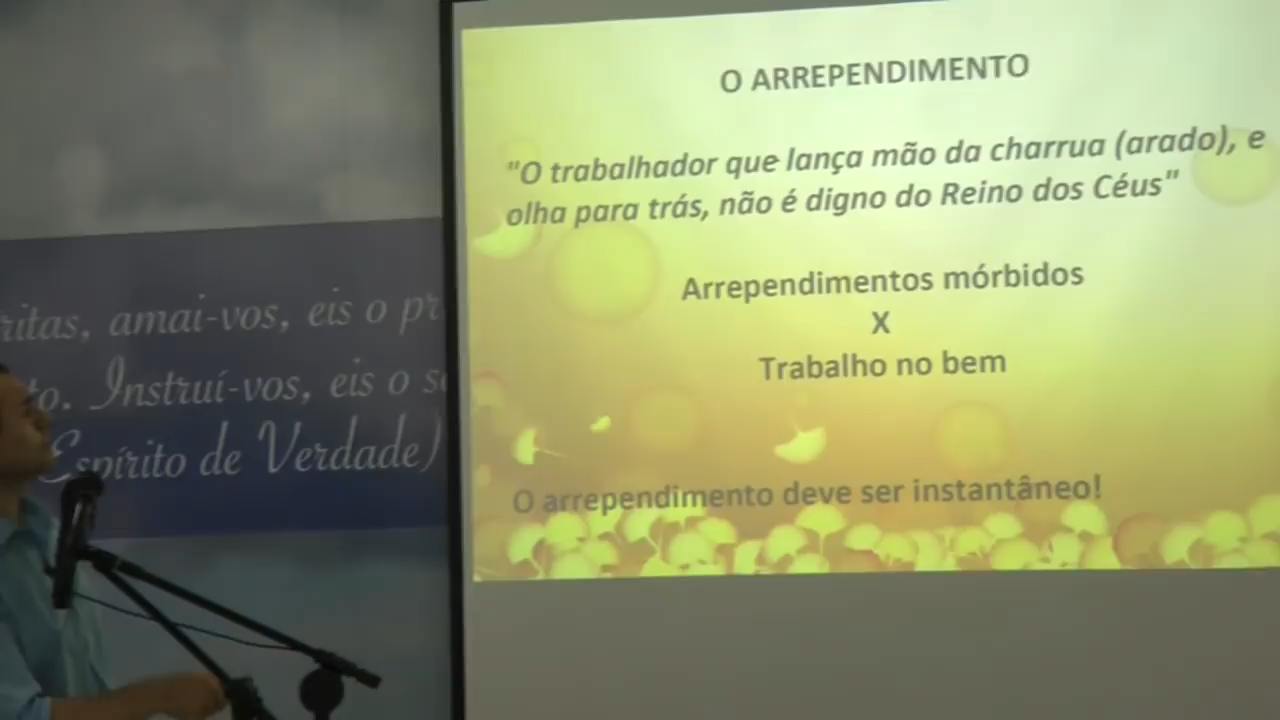 O ARREPENDIMENTO
"O trabalhador que lança mão da charrua (arado), e
olha para trás, não é digno do Reino dos Céus"
Arrependimentos mórbidos
X
Trabalho no bem
O arrependimento deve ser instantâneo!
amai-vos, eis o
Instruí-vos, eis o
Espírito de Verdade)